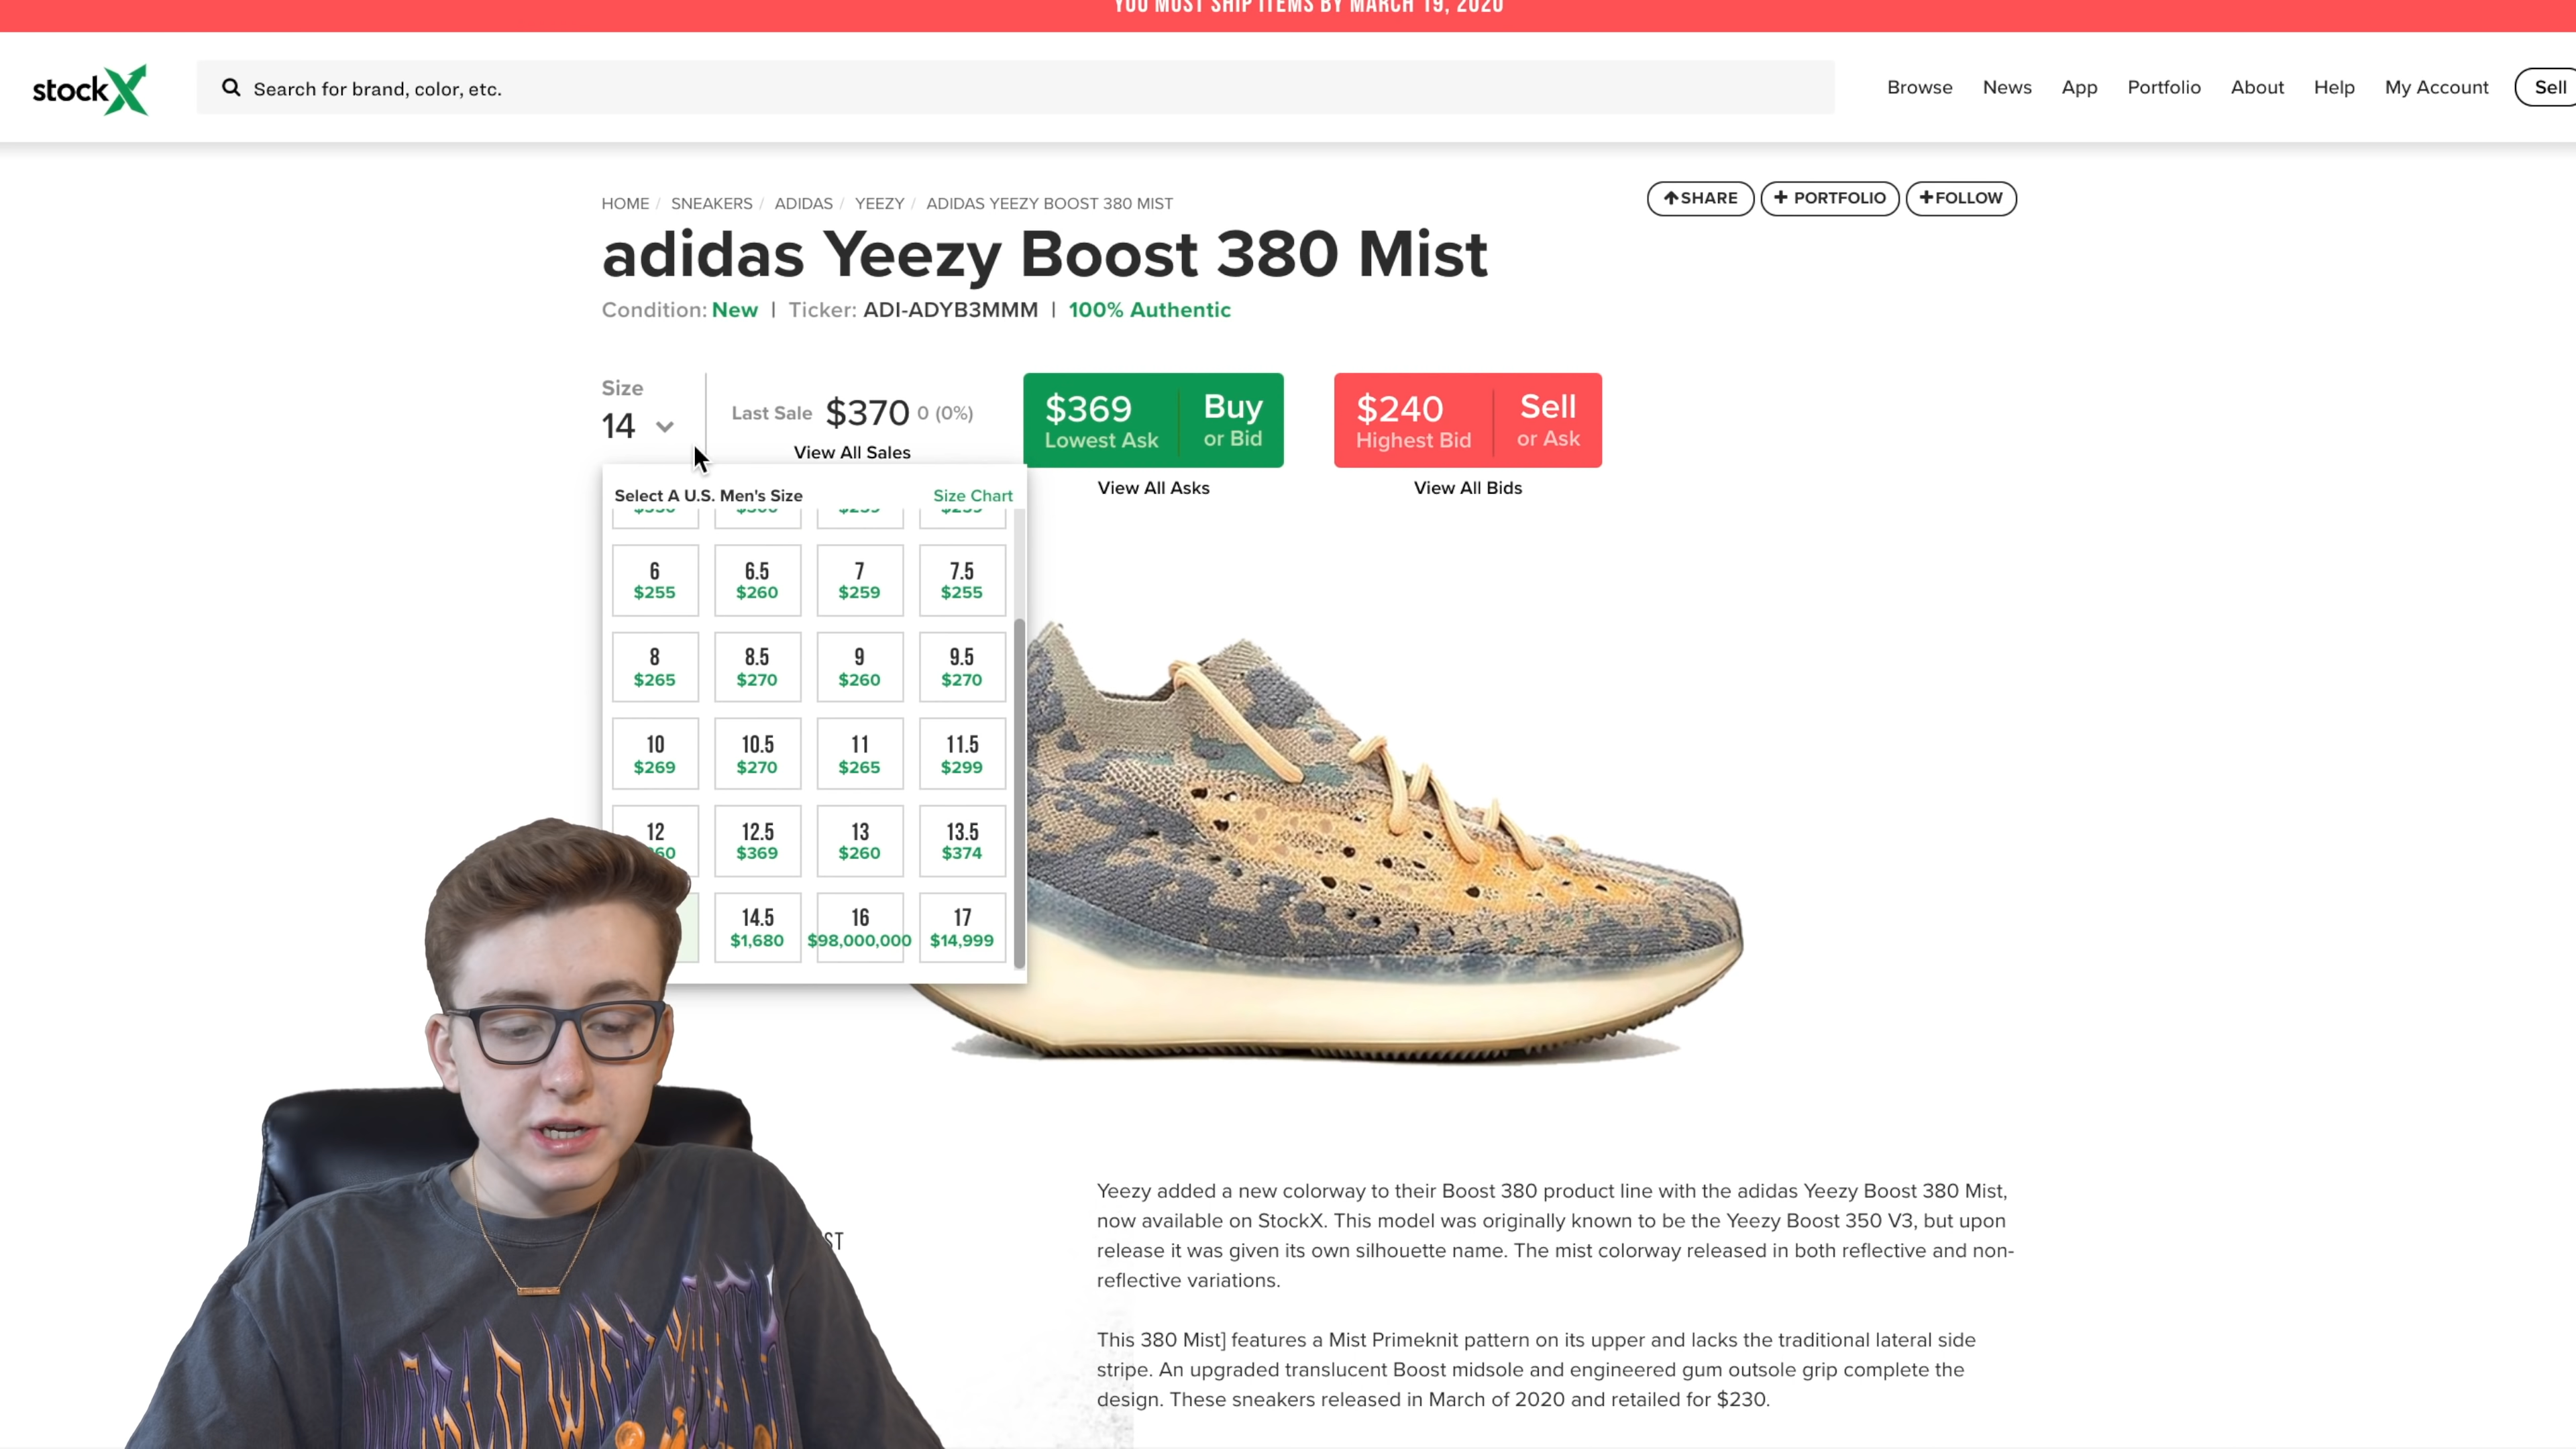 YOU MUST SHIP ITEMS BY MARCH 19, 2020
stockX
Search for brand, color, etc.
Browse News App Portfolio About Help My Account Sell
HOME / SNEAKERS / ADIDAS / YEEZY / ADIDAS YEEZY BOOST 380 MIST
SHARE + PORTFOLIO +FOLLOW
adidas Yeezy Boost 380 Mist
Condition: New | Ticker: ADI-ADYB3MMM | 100% Authentic
Size
14
Last Sale $370 0 (0%)
View All Sales
$369 Buy
Lowest Ask or Bid
View All Asks
$240 Sell
Highest Bid or Ask
View All Bids
Select A U.S. Men's Size Size Chart
6 6.5 7 7.5
$255 $260 $259 $255
8 8.5 9 9.5
$265 $270 $260 $270
10 10.5 11 11.5
$269 $270 $265 $299
12 12.5 13 13.5
60 $369 $260 $374
14.5 16 17
$1,680 $98,000,000 $14,999
ST
Yeezy added a new colorway to their Boost 380 product line with the adidas Yeezy Boost 380 Mist,
now available on StockX. This model was originally known to be the Yeezy Boost 350 V3, but upon
release it was given its own silhouette name. The mist colorway released in both reflective and non-
reflective variations.
This 380 Mist] features a Mist Primeknit pattern on its upper and lacks the traditional lateral side
stripe. An upgraded translucent Boost midsole and engineered gum outsole grip complete the
design. These sneakers released in March of 2020 and retailed for $230.